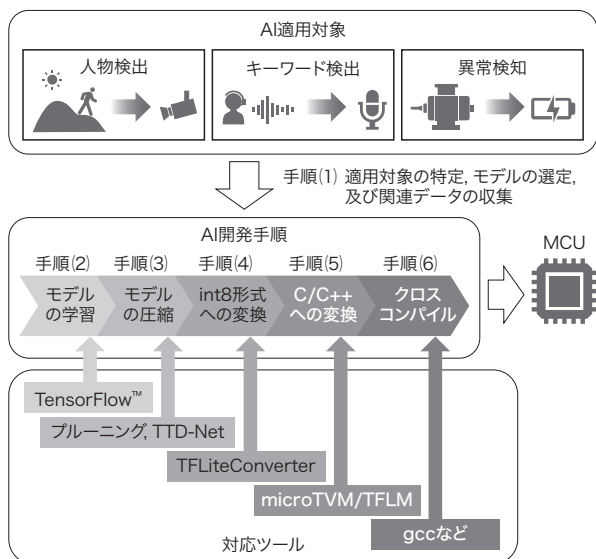 AI適用対象
人物検出
キーワード検出
異常検知
手順(1) 適用対象の特定, モデルの選定,
及び関連データの収集
AI開発手順
MCU
手順(2)
手順(3)
手順(4)
手順(5)
手順(6)
モデル
の学習
モデル
の圧縮
int8形式
への変換
C/C++
への変換
クロス
コンパイル
TensorFlow™
プルーニング, TTD-Net
TFLiteConverter
microTVM/TFLM
gccなど
対応ツール